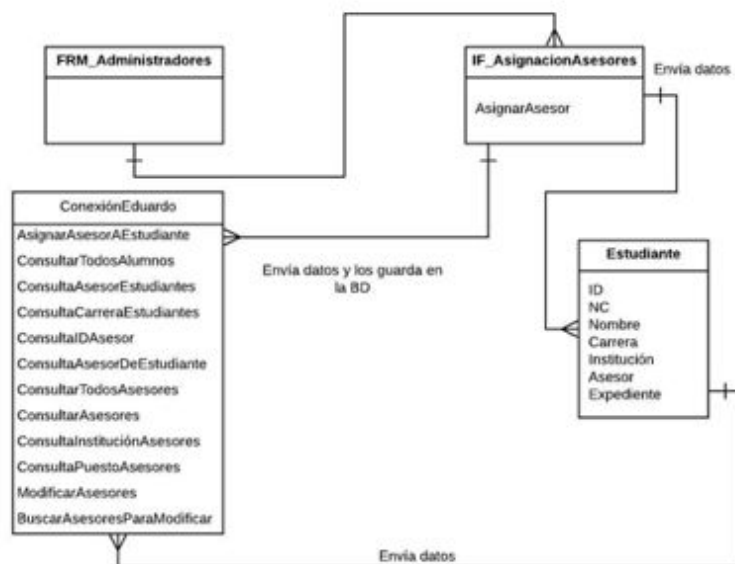 FRM_Administradores
IF_AsignacionAsesores
AsignarAsesor
Envía datos
ConexiónEduardo
AsignarAsesorAEstudiante
ConsultarTodosAlumnos
ConsultaAsesorEstudiantes
ConsultaCarreraEstudiantes
ConsultaIDAsesor
ConsultaAsesorDeEstudiante
ConsultarTodosAsesores
ConsultarAsesores
ConsultaInstituciónAsesores
ConsultaPuestoAsesores
ModificarAsesores
BuscarAsesoresParaModificar
Envía datos y los guarda en
la BD
Estudiante
ID
NC
Nombre
Carrera
Institución
Asesor
Expediente
Envía datos